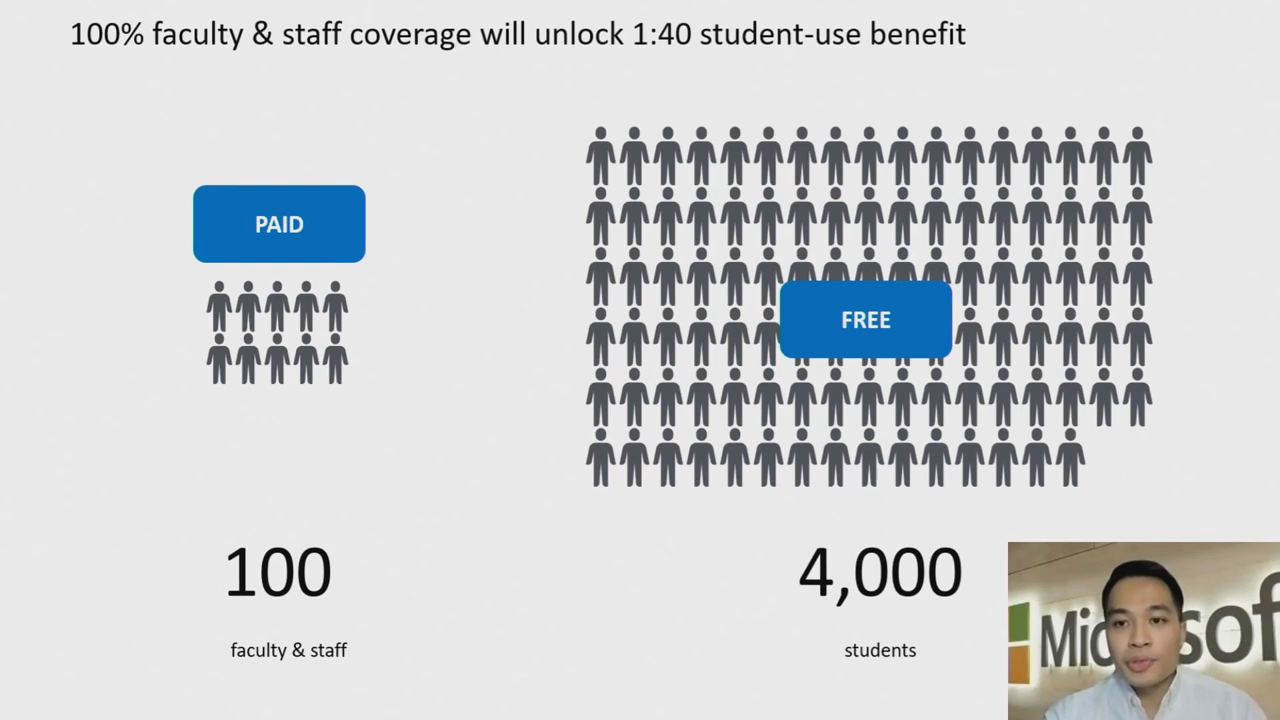 100% faculty & staff coverage will unlock 1:40 student-use benefit
PAID
FREE
100
4,000
faculty & staff
students
Microsoft